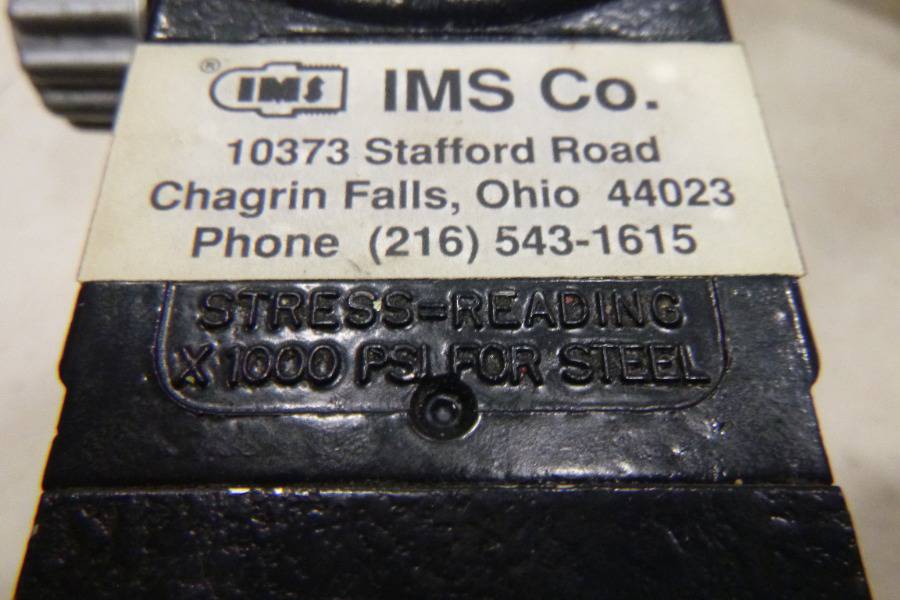 ® IMS IMS Co.
10373 Stafford Road
Chagrin Falls, Ohio 44023
Phone (216) 543-1615
STRESS=READING
X 1000 PSI FOR STEEL